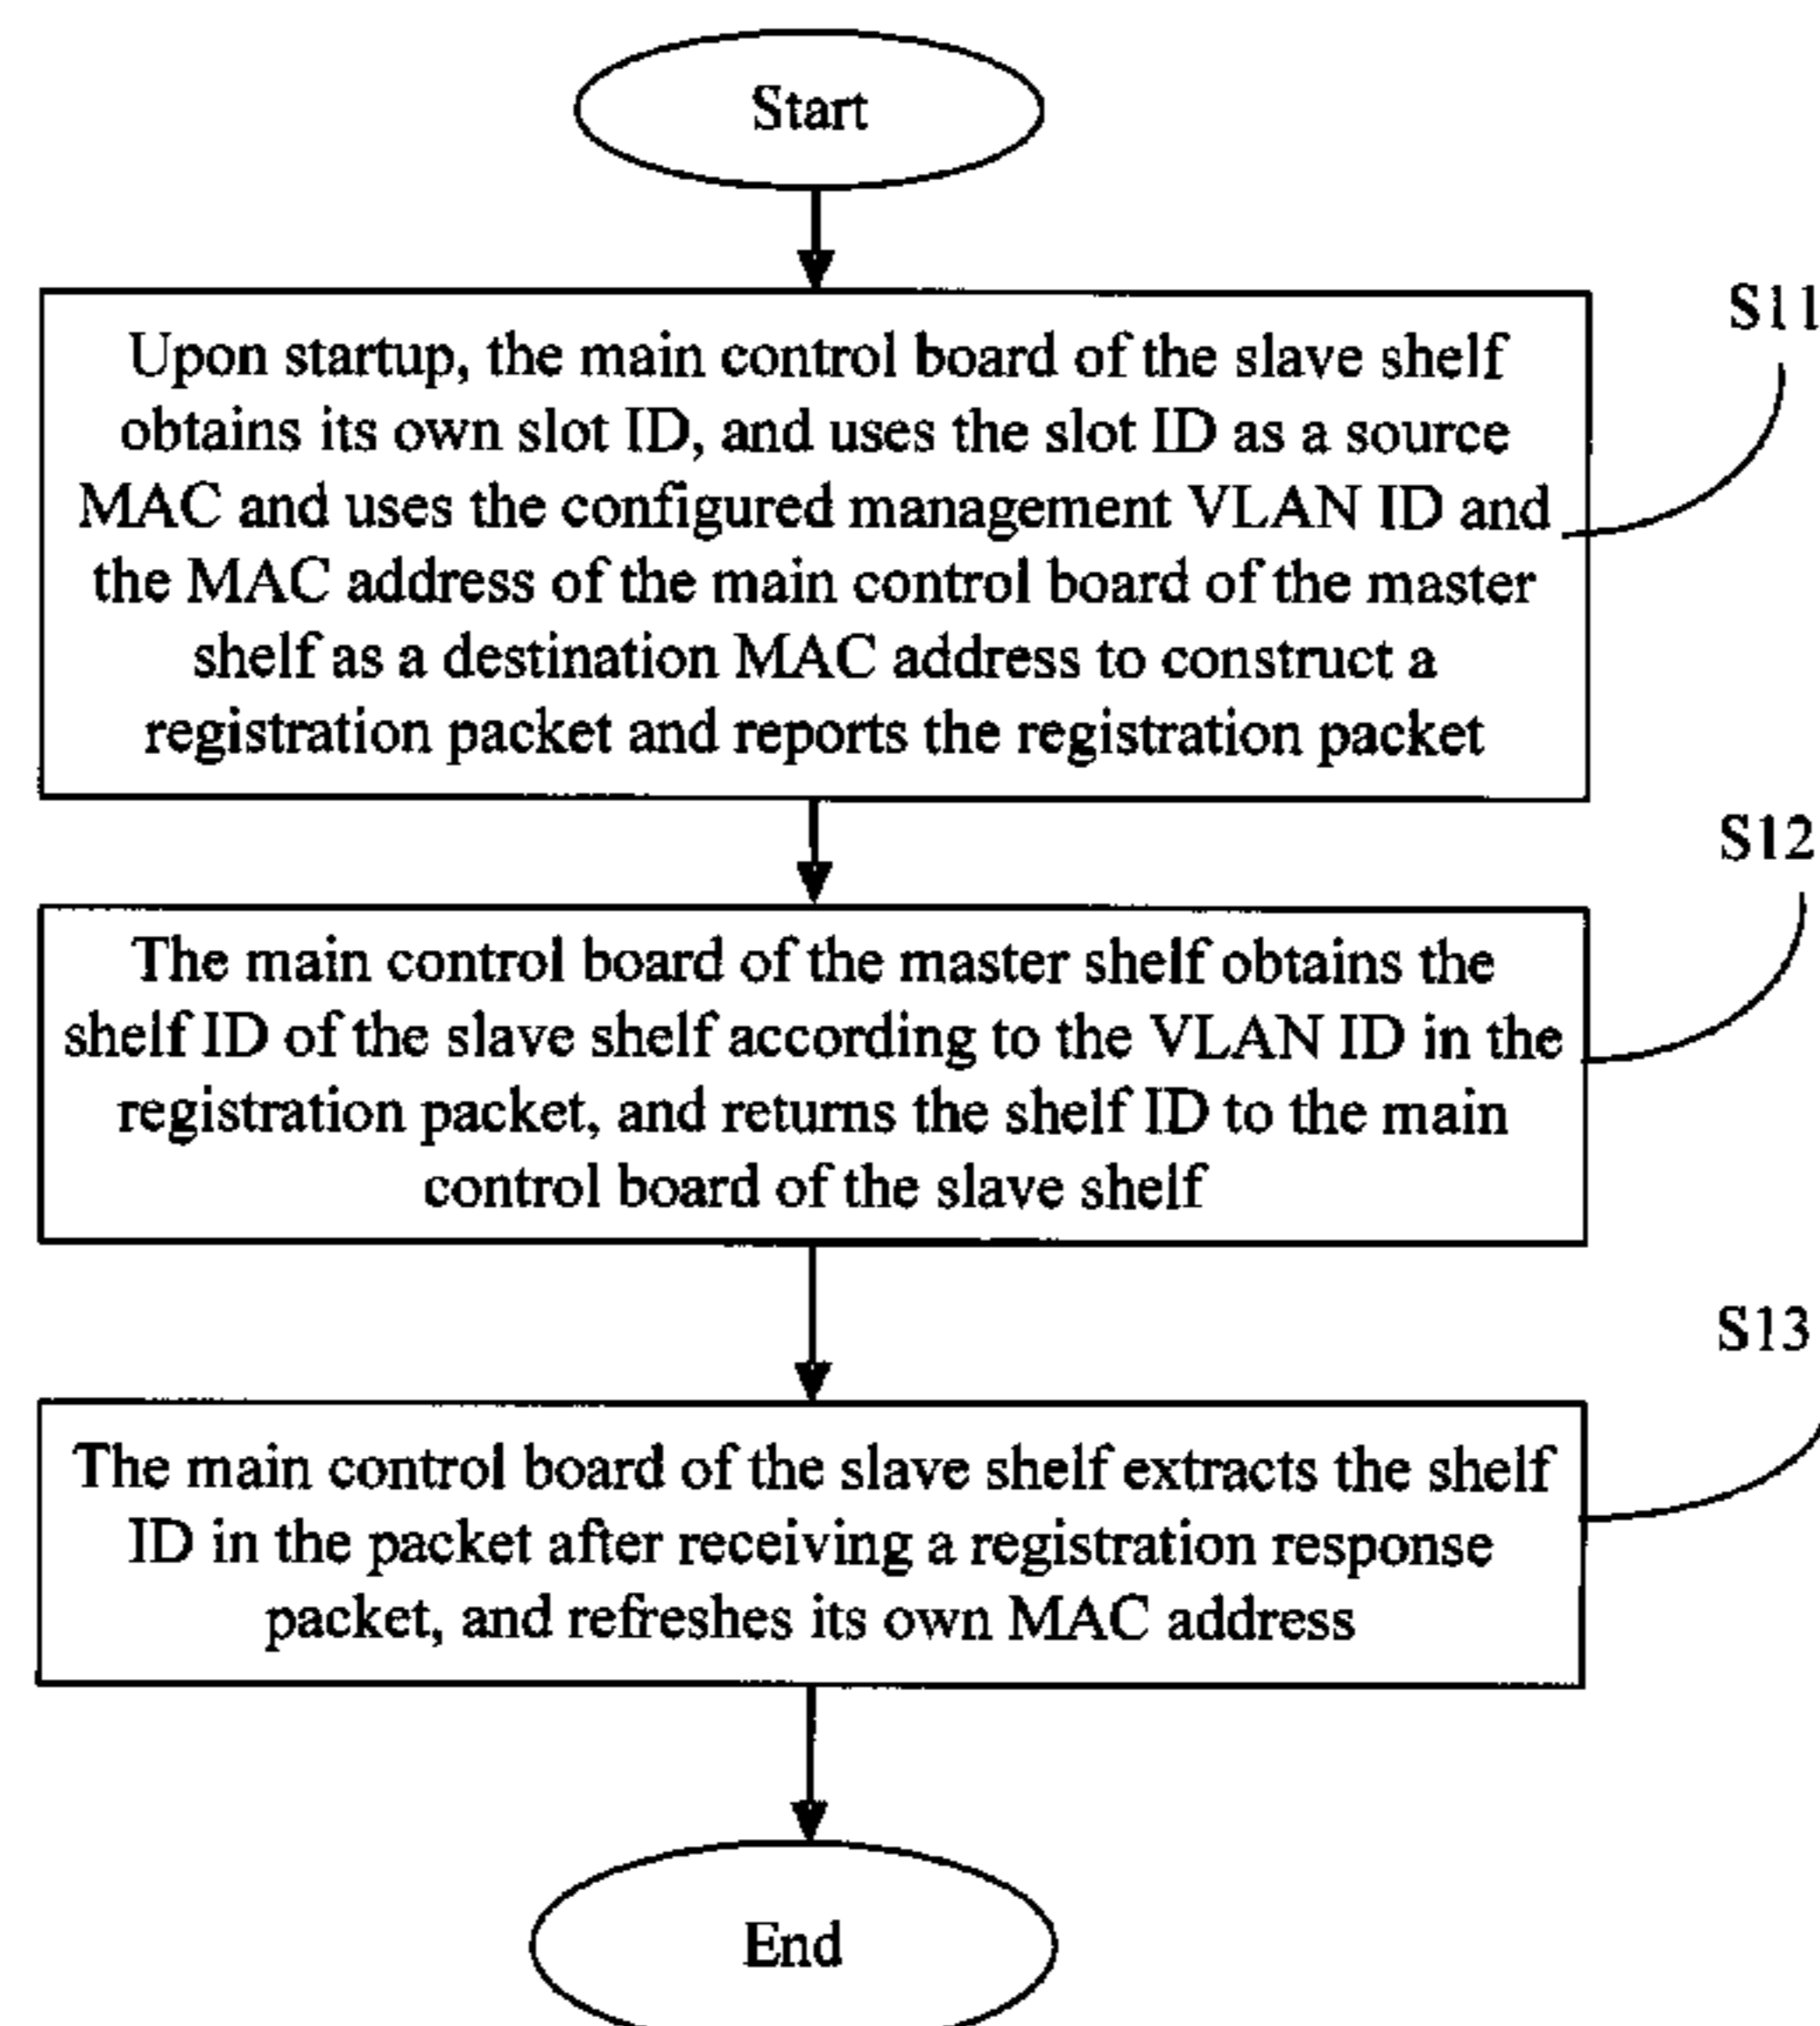 Start
S11
Upon startup, the main control board of the slave shelf
obtains its own slot ID, and uses the slot ID as a source
MAC and uses the configured management VLAN ID and
the MAC address of the main control board of the master
shelf as a destination MAC address to construct a
registration packet and reports the registration packet
S12
The main control board of the master shelf obtains the
shelf ID of the slave shelf according to the VLAN ID in the
registration packet, and returns the shelf ID to the main
control board of the slave shelf
S13
The main control board of the slave shelf extracts the shelf
ID in the packet after receiving a registration response
packet, and refreshes its own MAC address
End